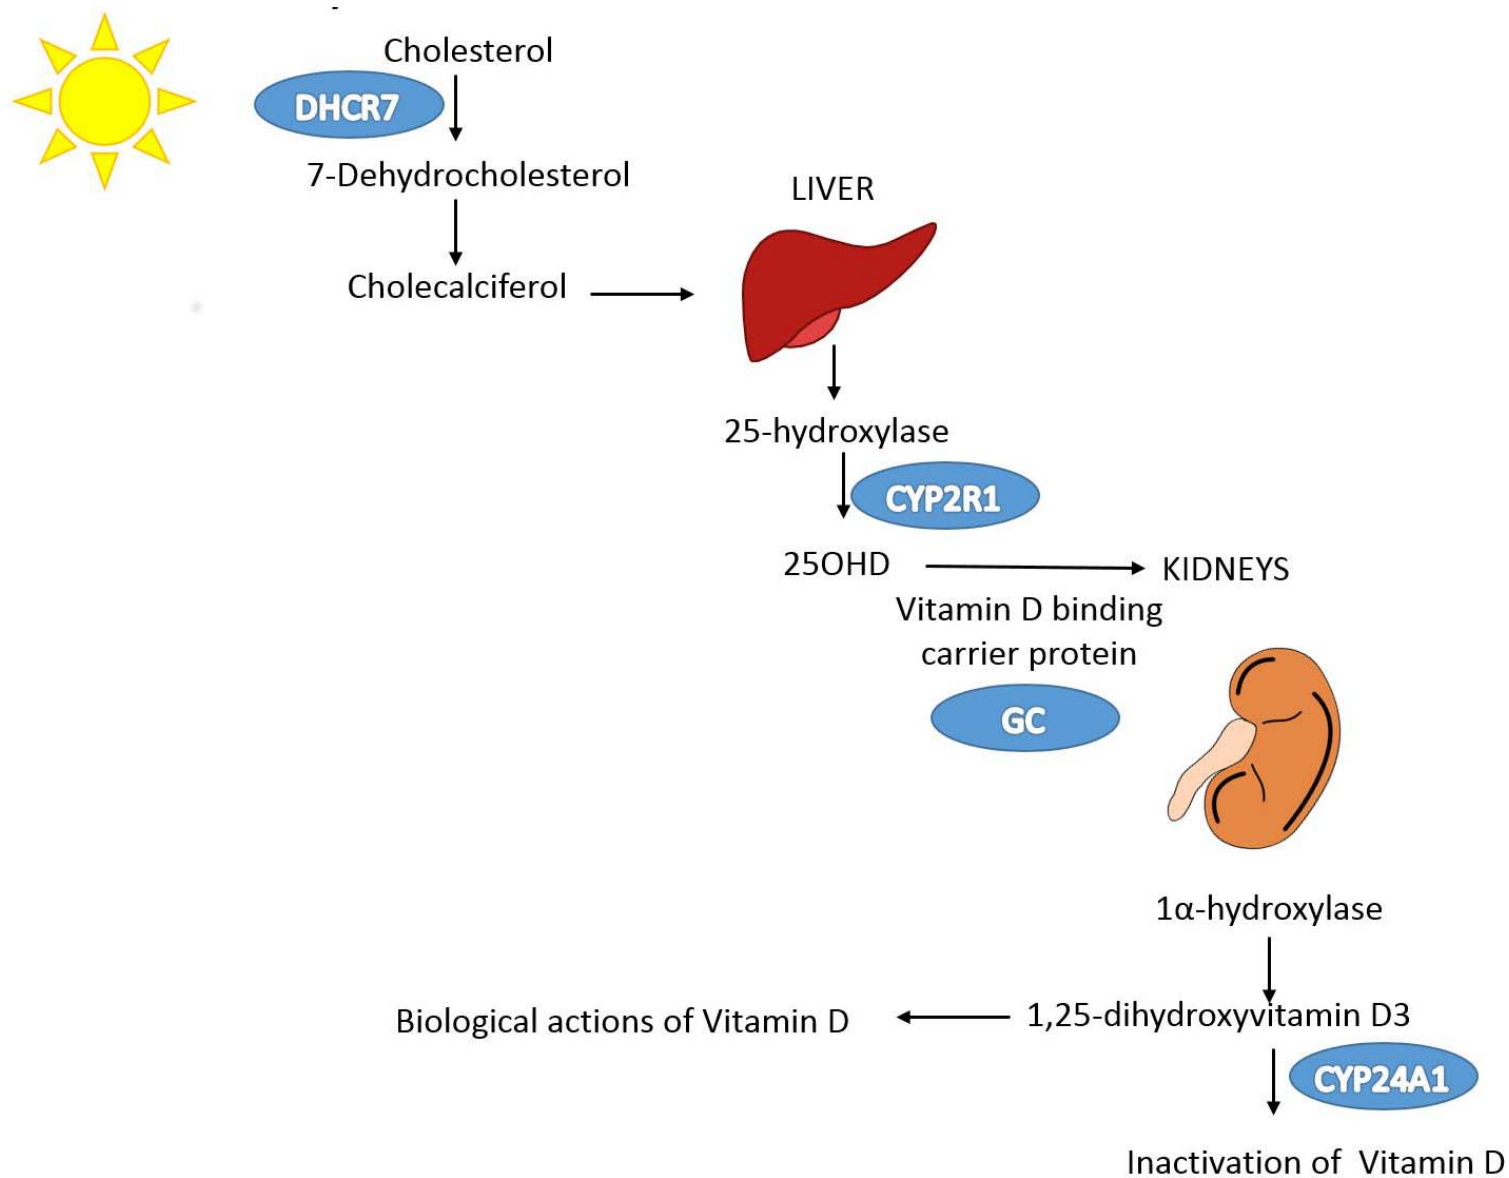 Cholesterol
DHCR7
7-Dehydrocholesterol
LIVER
Cholecalciferol
25-hydroxylase
CYP2R1
25OHD
KIDNEYS
Vitamin D binding
carrier protein
GC
1α-hydroxylase
Biological actions of Vitamin D
1,25-dihydroxyvitamin D3
CYP24A1
Inactivation of Vitamin D